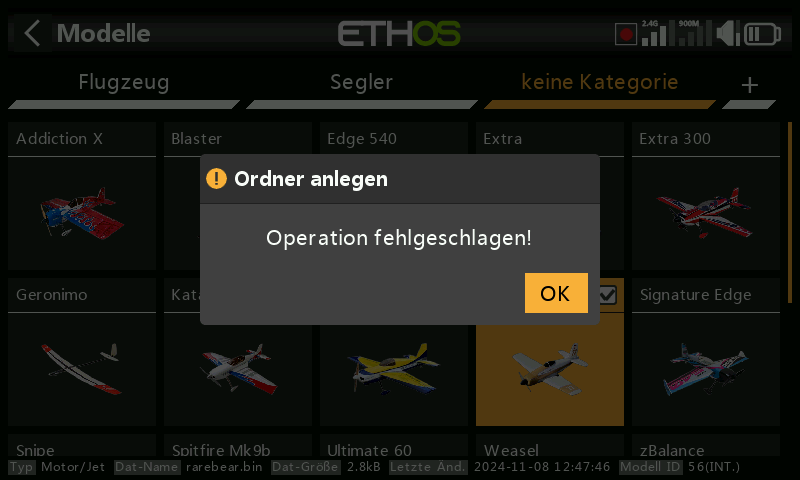 Modelle
ETHOS
2.4G 900M
Flugzeug Segler keine Kategorie +
Addiction X Blaster Edge 540 Extra Extra 300
! Ordner anlegen
Operation fehlgeschlagen!
OK
Geronimo Kata Signature Edge
Snipe Spitfire Mk9b Ultimate 60 Weasel zBalance
Typ Motor/Jet Dat-Name rarebear.bin Dat-Größe 2.8kB Letzte Änd. 2024-11-08 12:47:46 Modell ID 56(INT.)